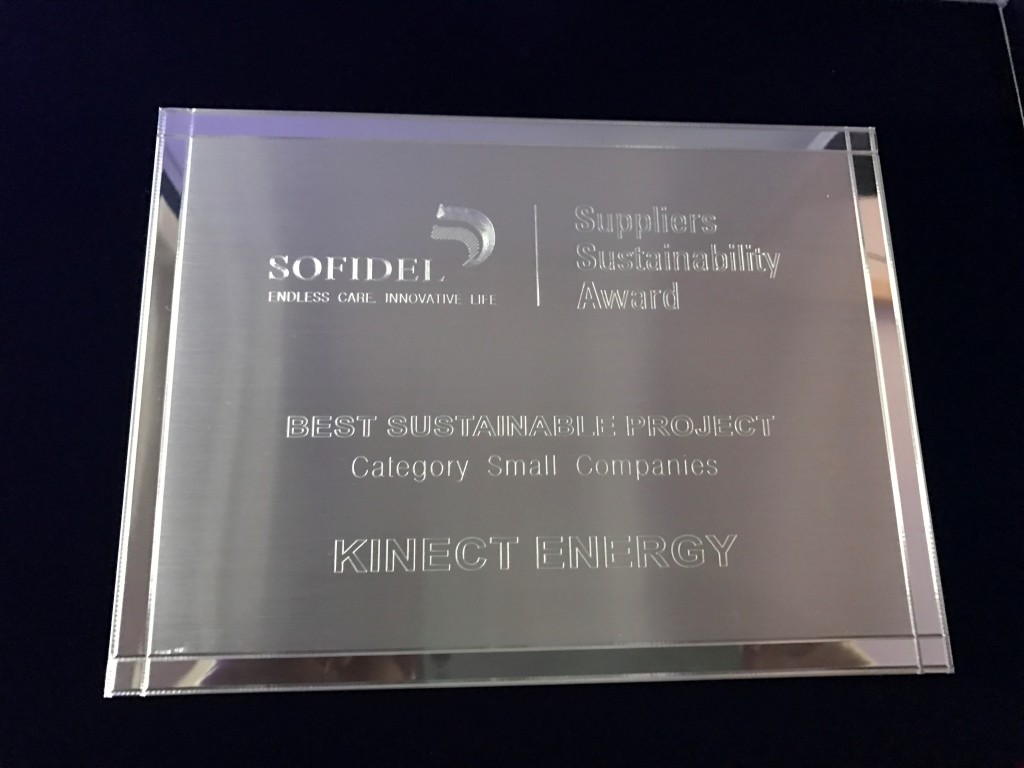 SOFIDEL
ENDLESS CARE. INNOVATIVE LIFE
Suppliers
Sustainability
Award
BEST SUSTAINABLE PROJECT
Category Small Companies
KINECT ENERGY